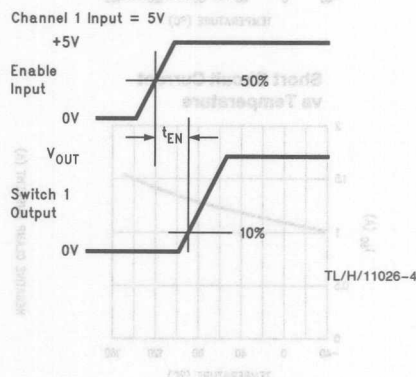 Channel 1 Input = 5V
+5V
Enable
Input
50%
0V
tEN
VOUT
Switch 1
Output
10%
0V
TL/H/11026-4